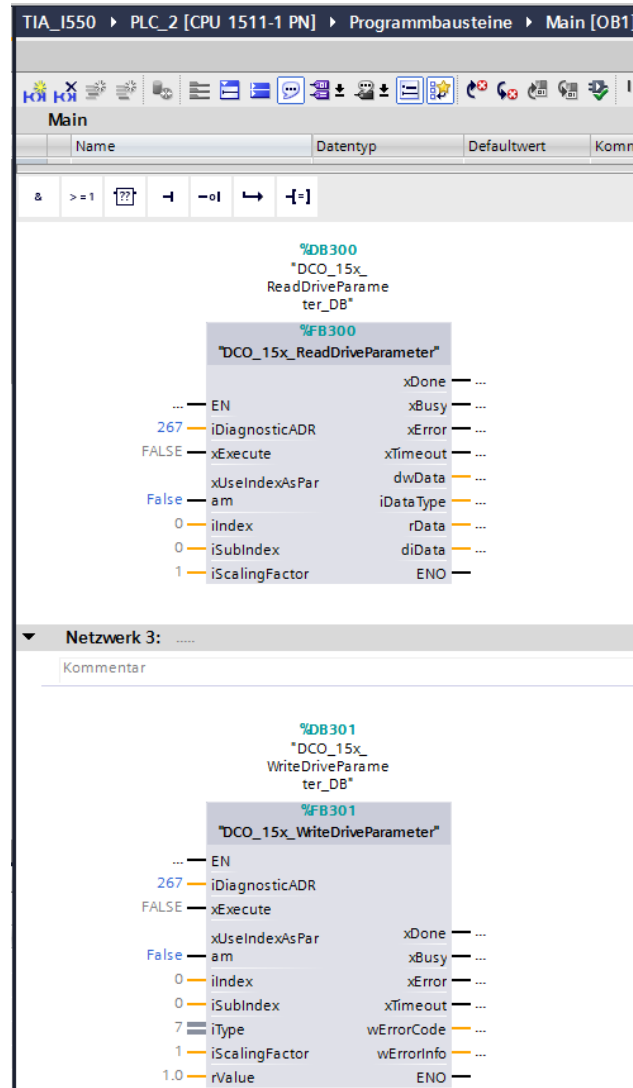 TIA_I550 ▸ PLC_2 [CPU 1511-1 PN] ▸ Programmbausteine ▸ Main [OB1]
Main
Name Datentyp Defaultwert Komm
& >=1 ??
%DB300
"DCO_15x_
ReadDriveParame
ter_DB"
%FB300
"DCO_15x_ReadDriveParameter"
xDone ...
... EN xBusy ...
267 iDiagnosticADR xError ...
FALSE xExecute xTimeout ...
xUseIndexAsPar dwData ...
False am iDataType ...
0 iIndex rData ...
0 iSubIndex diData ...
1 iScalingFactor ENO
Netzwerk 3: .....
Kommentar
%DB301
"DCO_15x_
WriteDriveParame
ter_DB"
%FB301
"DCO_15x_WriteDriveParameter"
... EN
267 iDiagnosticADR
FALSE xExecute
xUseIndexAsPar xDone ...
False am xBusy ...
0 iIndex xError ...
0 iSubIndex xTimeout ...
7 iType wErrorCode ...
1 iScalingFactor wErrorInfo ...
1.0 rValue ENO